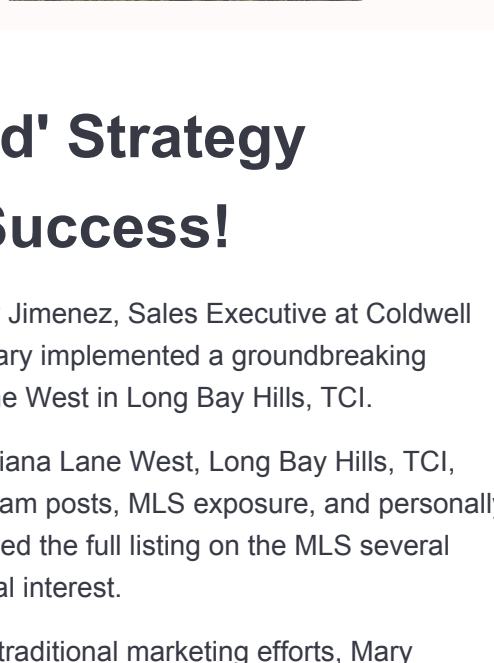 d' Strategy
Success!
Jimenez, Sales Executive at Coldwell
ary implemented a groundbreaking
ne West in Long Bay Hills, TCI.
iana Lane West, Long Bay Hills, TCI,
am posts, MLS exposure, and personally
ed the full listing on the MLS several
al interest.
traditional marketing efforts, Mary